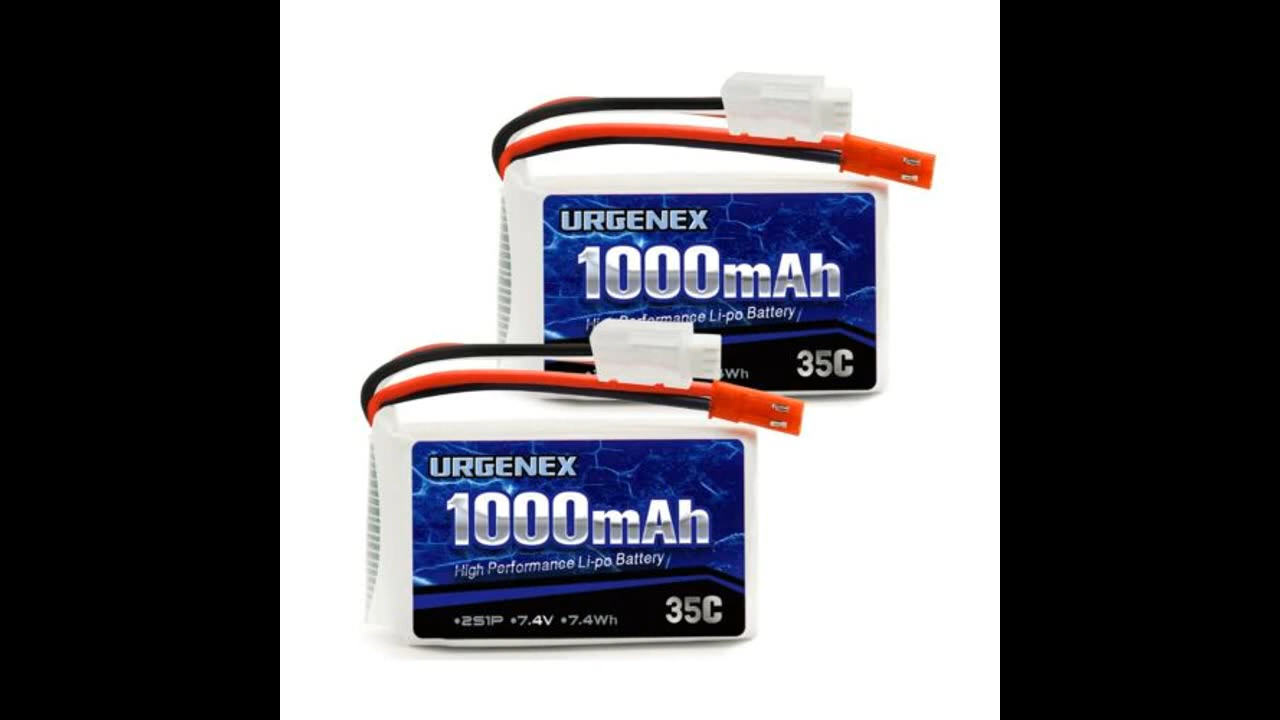 URGENEX
1000mAh
High Performance Li-po Battery
35C
URGENEX
1000mAh
High Performance Li-po Battery
•2S1P •7.4V •7.4Wh
35C